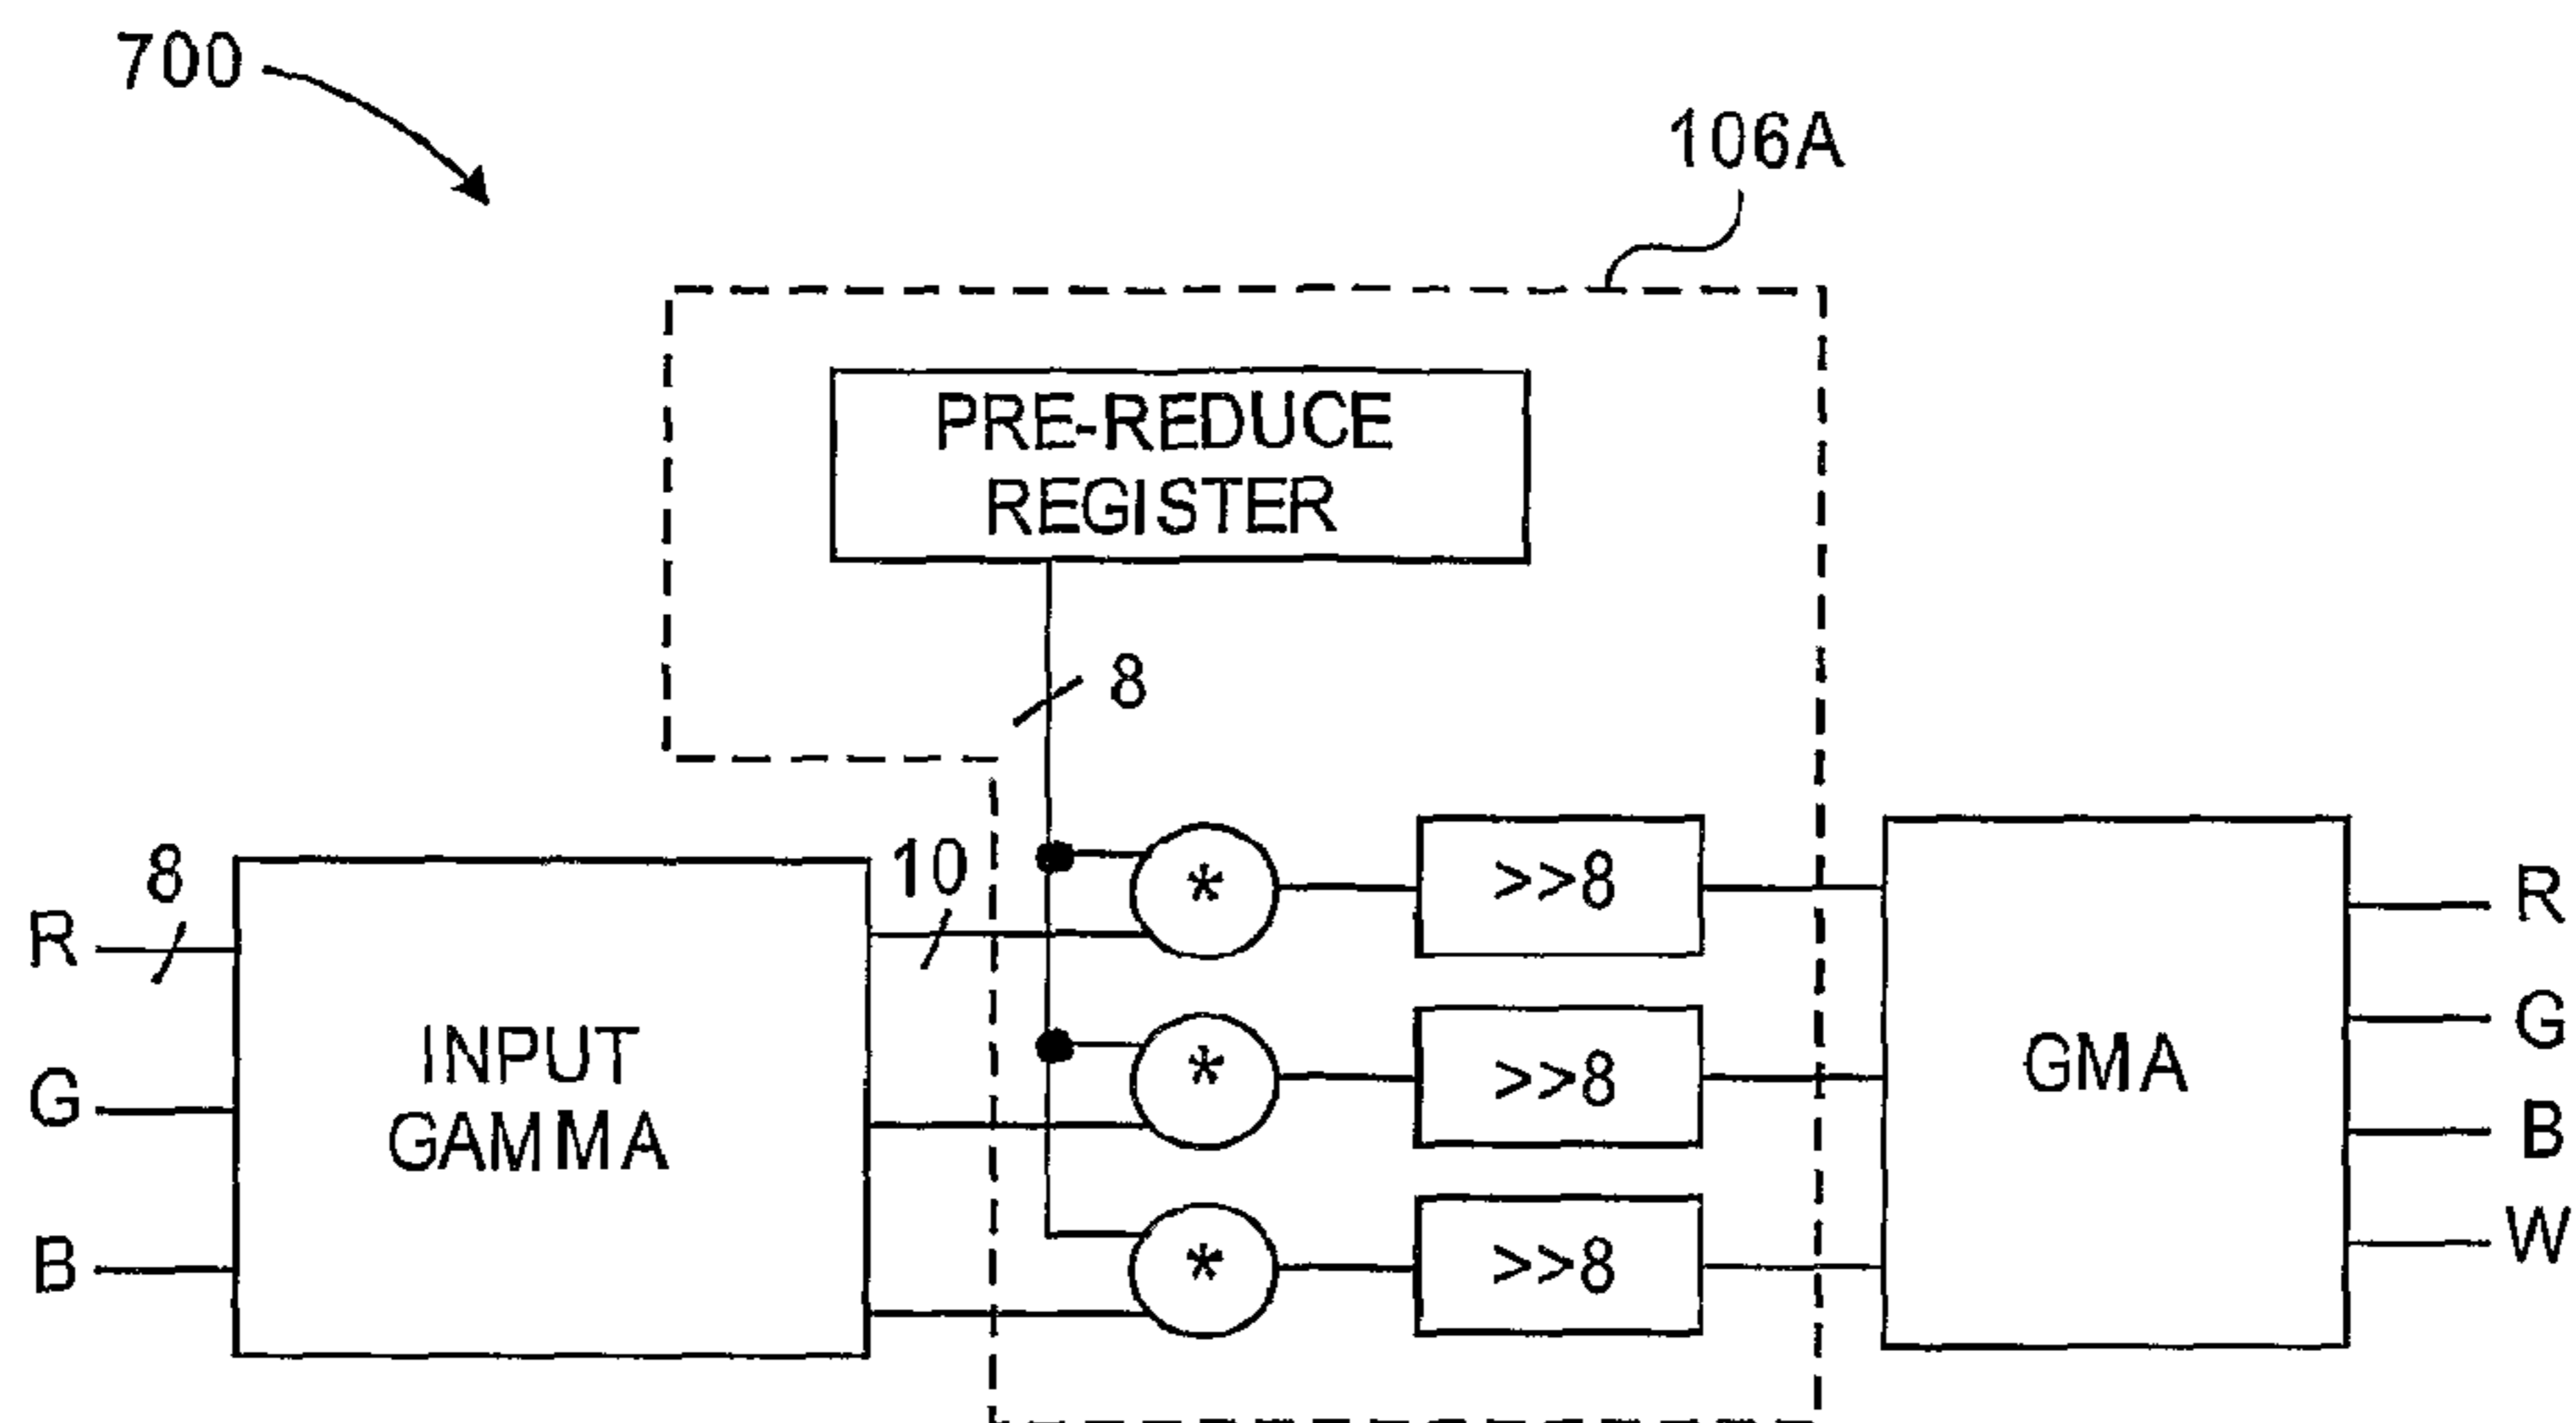 700
106A
PRE-REDUCE
REGISTER
8
8
10
R
G
B
INPUT
GAMMA
*
>>8
*
>>8
*
>>8
GMA
R
G
B
W